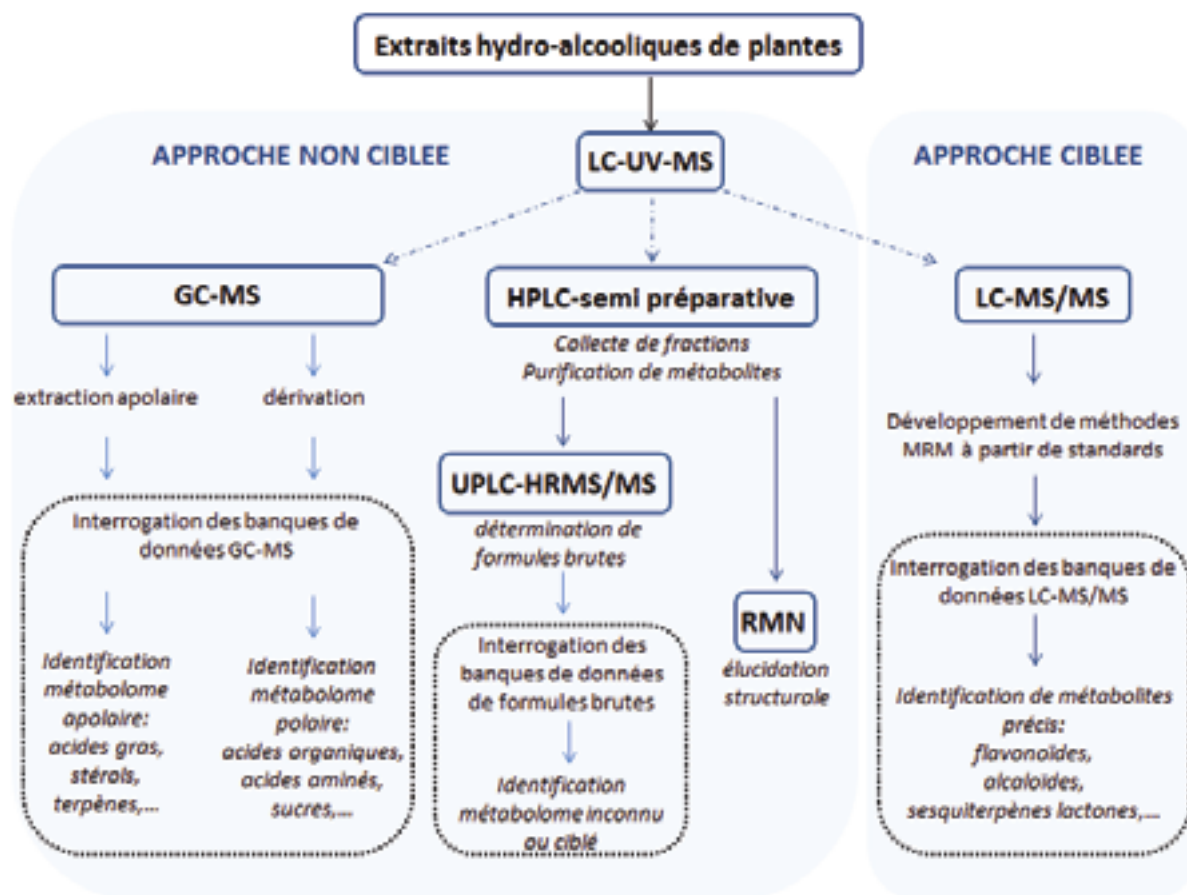 Extraits hydro-alcooliques de plantes
APPROCHE NON CIBLEE
LC-UV-MS
APPROCHE CIBLEE
GC-MS
extraction apolaire
dérivation
Interrogation des banques de
données GC-MS
Identification
métabolome
apolaire:
acides gras,
stérols,
terpènes,...
Identification
métabolome
polaire:
acides organiques,
acides aminés,
sucres,...
HPLC-semi préparative
Collecte de fractions
Purification de métabolites
UPLC-HRMS/MS
détermination de
formules brutes
Interrogation des
banques de données
de formules brutes
Identification
métabolome inconnu
ou ciblé
RMN
élucidation
structurale
LC-MS/MS
Développement de méthodes
MRM à partir de standards
Interrogation des banques de
données LC-MS/MS
Identification de métabolites
précis:
flavonoïdes,
alcaloïdes,
sesquiterpènes lactones,...